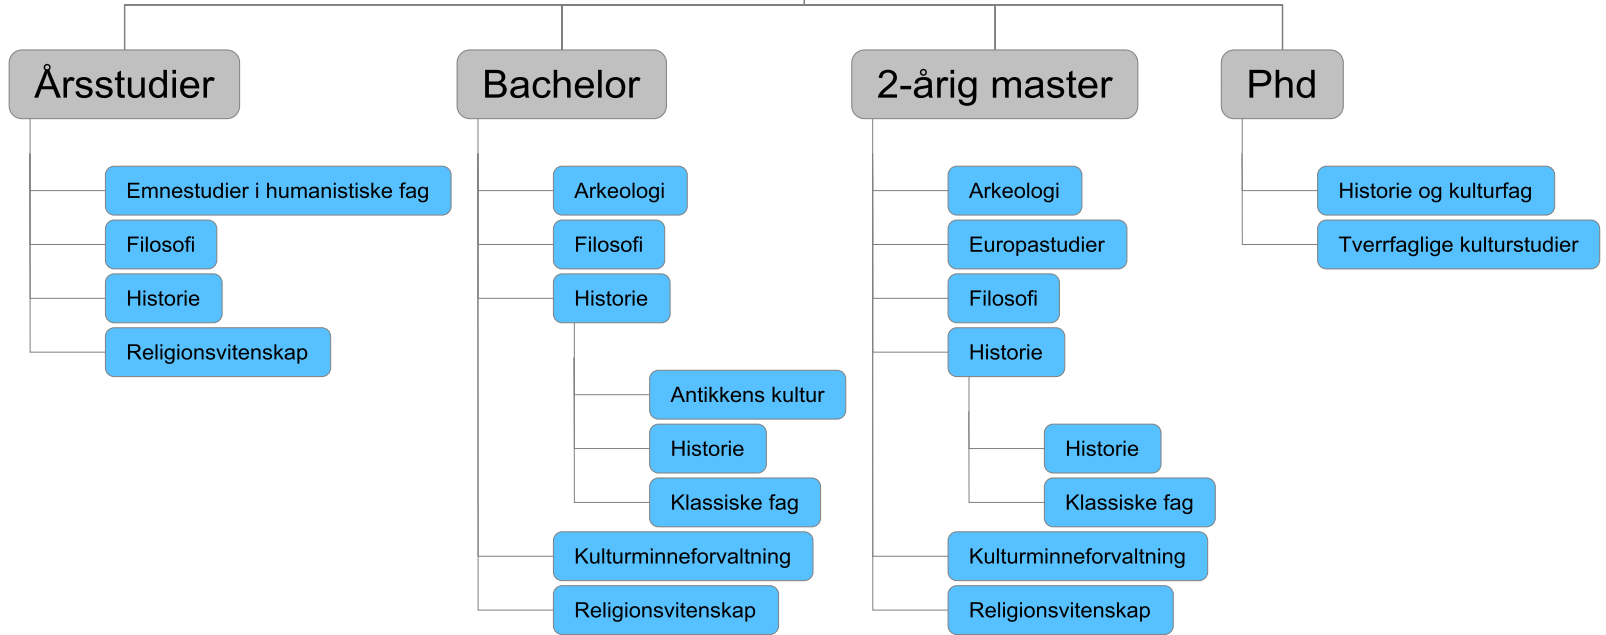 Årsstudier
Emnestudier i humanistiske fag
Filosofi
Historie
Religionsvitenskap
Bachelor
Arkeologi
Filosofi
Historie
Antikkens kultur
Historie
Klassiske fag
Kulturminneforvaltning
Religionsvitenskap
2-årig master
Arkeologi
Europastudier
Filosofi
Historie
Historie
Klassiske fag
Kulturminneforvaltning
Religionsvitenskap
Phd
Historie og kulturfag
Tverrfaglige kulturstudier